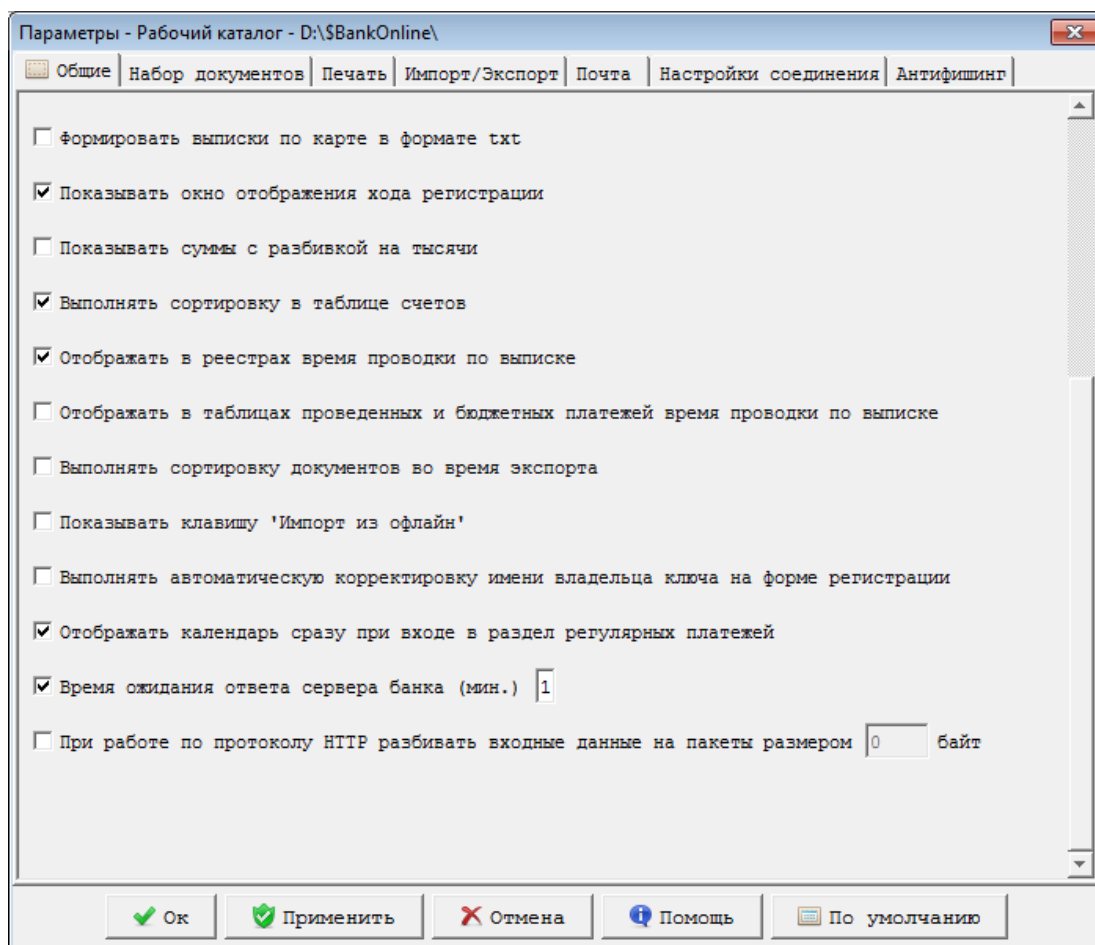 Параметры - Рабочий каталог - D:\$BankOnline\
Общие Набор документов Печать Импорт/Экспорт Почта Настройки соединения Антифишинг
Формировать выписки по карте в формате txt
Показывать окно отображения хода регистрации
Показывать суммы с разбивкой на тысячи
Выполнять сортировку в таблице счетов
Отображать в реестрах время проводки по выписке
Отображать в таблицах проведенных и бюджетных платежей время проводки по выписке
Выполнять сортировку документов во время экспорта
Показывать клавишу 'Импорт из офлайн'
Выполнять автоматическую корректировку имени владельца ключа на форме регистрации
Отображать календарь сразу при входе в раздел регулярных платежей
Время ожидания ответа сервера банка (мин.) 1
При работе по протоколу HTTP разбивать входные данные на пакеты размером 0 байт
Ок Применить Отмена Помощь По умолчанию